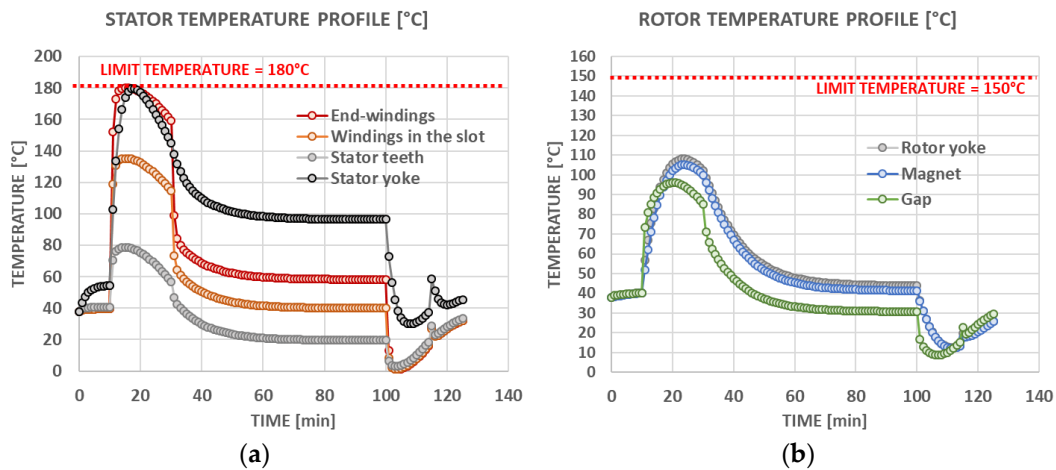 STATOR TEMPERATURE PROFILE [°C]
LIMIT TEMPERATURE = 180°C
End-windings
Windings in the slot
Stator teeth
Stator yoke
TEMPERATURE [°C]
200
180
160
140
120
100
80
60
40
20
0
0 20 40 60 80 100 120 140
TIME [min]
(a)
ROTOR TEMPERATURE PROFILE [°C]
LIMIT TEMPERATURE = 150°C
Rotor yoke
Magnet
Gap
TEMPERATURE [°C]
160
150
140
130
120
110
100
90
80
70
60
50
40
30
20
10
0
0 20 40 60 80 100 120 140
TIME [min]
(b)